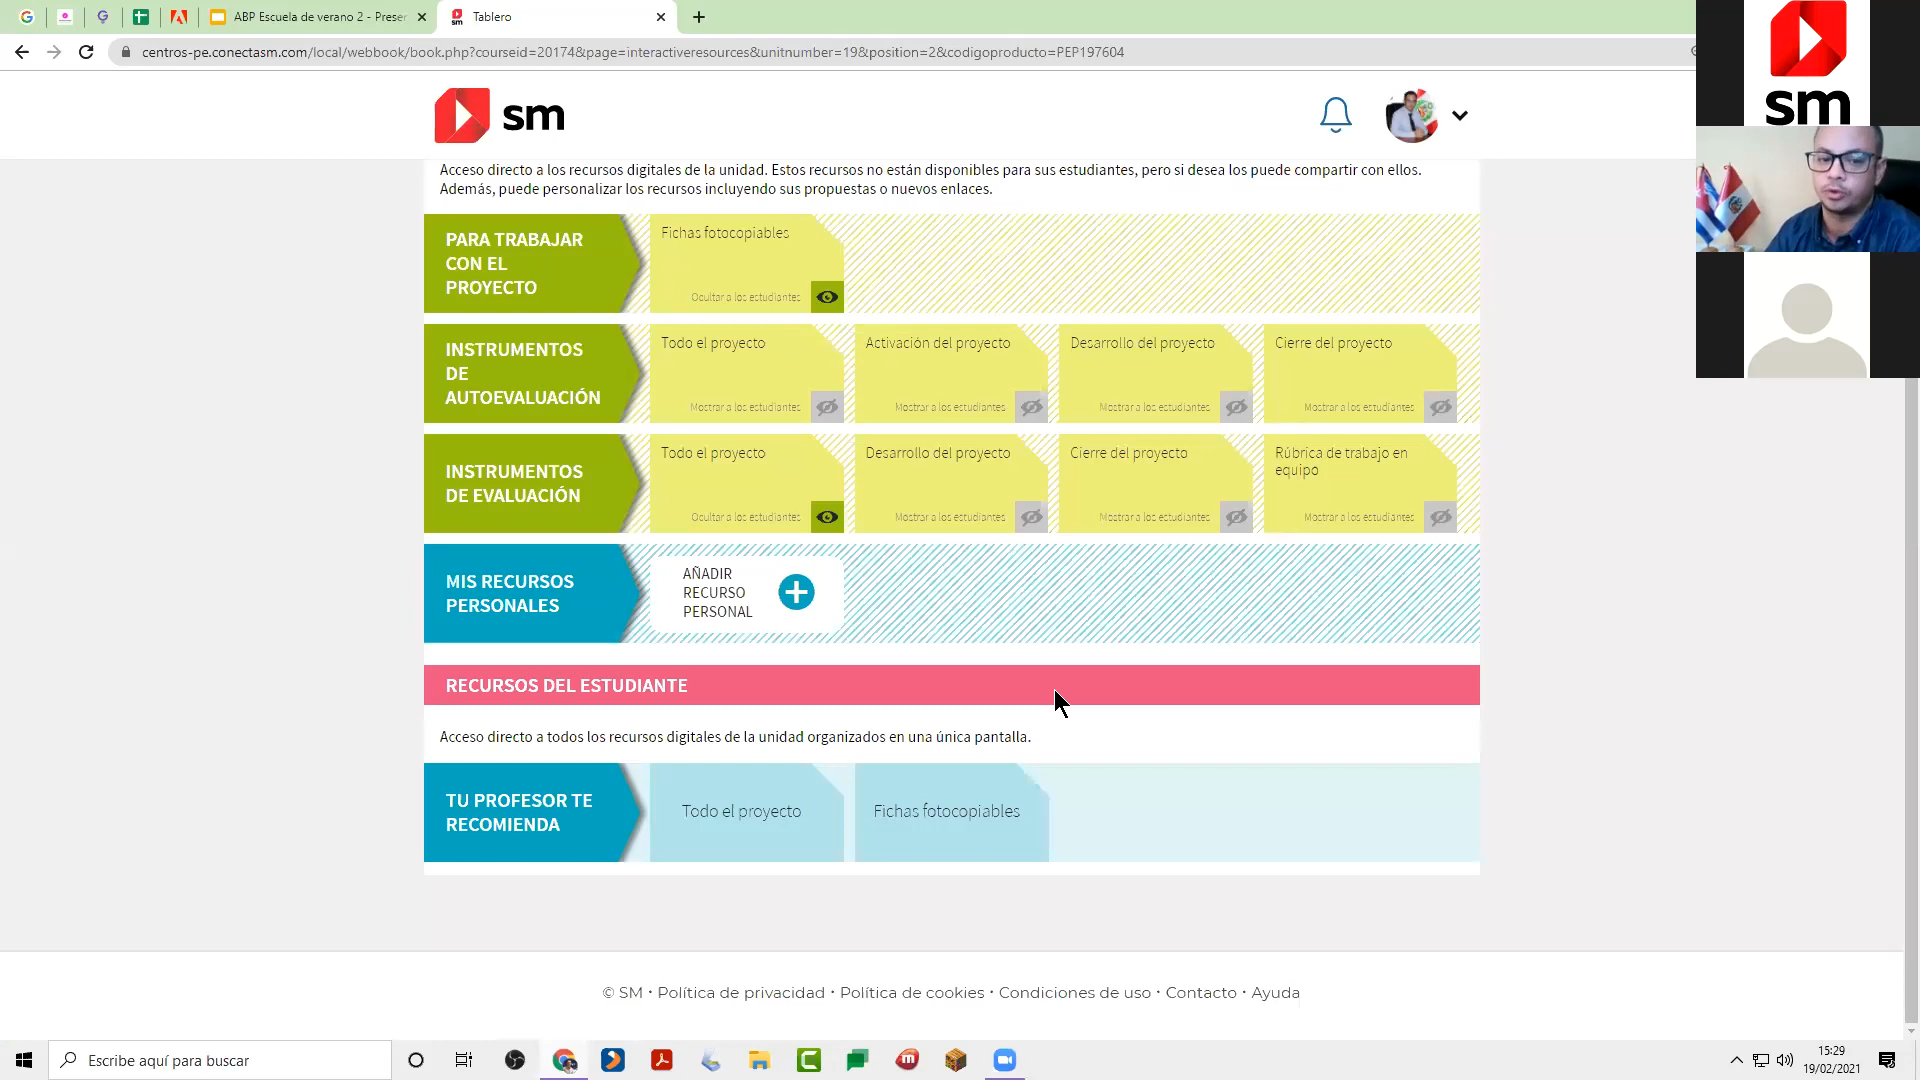 ABP Escuela de verano 2 - Preser
Tablero
centros-pe.conectasm.com/local/webbook/book.php?courseid=20174&page=interactiveresources&unitnumber=19&position=2&codigoproducto=PEP197604
sm
sm
Acceso directo a los recursos digitales de la unidad. Estos recursos no están disponibles para sus estudiantes, pero si desea los puede compartir con ellos.
Además, puede personalizar los recursos incluyendo sus propuestas o nuevos enlaces.
PARA TRABAJAR
CON EL
PROYECTO
Fichas fotocopiables
Ocultar a los estudiantes
INSTRUMENTOS
DE
AUTOEVALUACIÓN
Todo el proyecto
Mostrar a los estudiantes
Activación del proyecto
Mostrar a los estudiantes
Desarrollo del proyecto
Mostrar a los estudiantes
Cierre del proyecto
Mostrar a los estudiantes
INSTRUMENTOS
DE EVALUACIÓN
Todo el proyecto
Ocultar a los estudiantes
Desarrollo del proyecto
Mostrar a los estudiantes
Cierre del proyecto
Mostrar a los estudiantes
Rúbrica de trabajo en
equipo
Mostrar a los estudiantes
MIS RECURSOS
PERSONALES
AÑADIR
RECURSO
PERSONAL
RECURSOS DEL ESTUDIANTE
Acceso directo a todos los recursos digitales de la unidad organizados en una única pantalla.
TU PROFESOR TE
RECOMIENDA
Todo el proyecto
Fichas fotocopiables
© SM · Política de privacidad · Política de cookies · Condiciones de uso · Contacto · Ayuda
Escribe aquí para buscar
15:29
19/02/2021